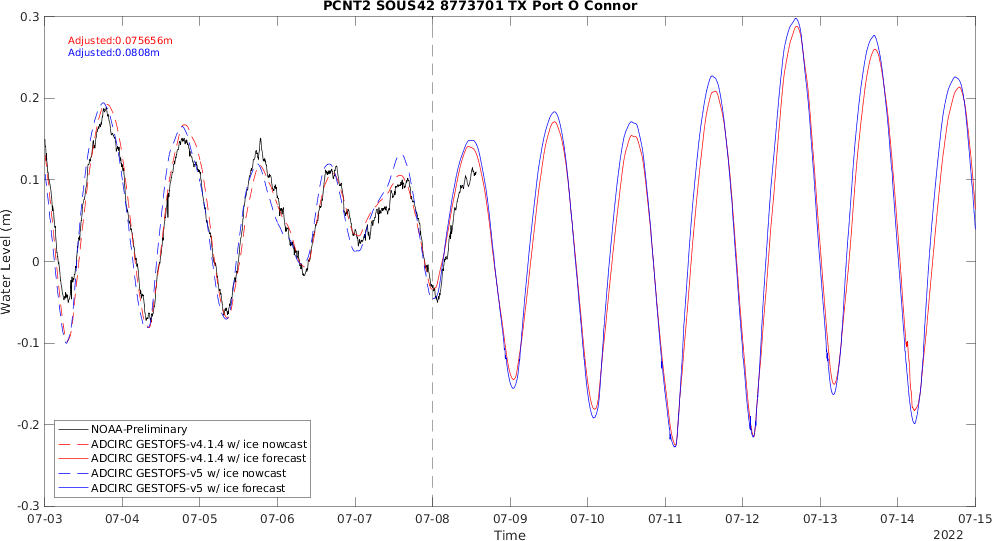 PCNT2 SOUS42 8773701 TX Port O Connor
Adjusted:0.075656m
Adjusted:0.0808m
0.3
0.2
0.1
0
-0.1
-0.2
-0.3
Water Level (m)
NOAA-Preliminary
ADCIRC GESTOFS-v4.1.4 w/ ice nowcast
ADCIRC GESTOFS-v4.1.4 w/ ice forecast
ADCIRC GESTOFS-v5 w/ ice nowcast
ADCIRC GESTOFS-v5 w/ ice forecast
07-03 07-04 07-05 07-06 07-07 07-08 07-09 07-10 07-11 07-12 07-13 07-14 07-15
Time
2022